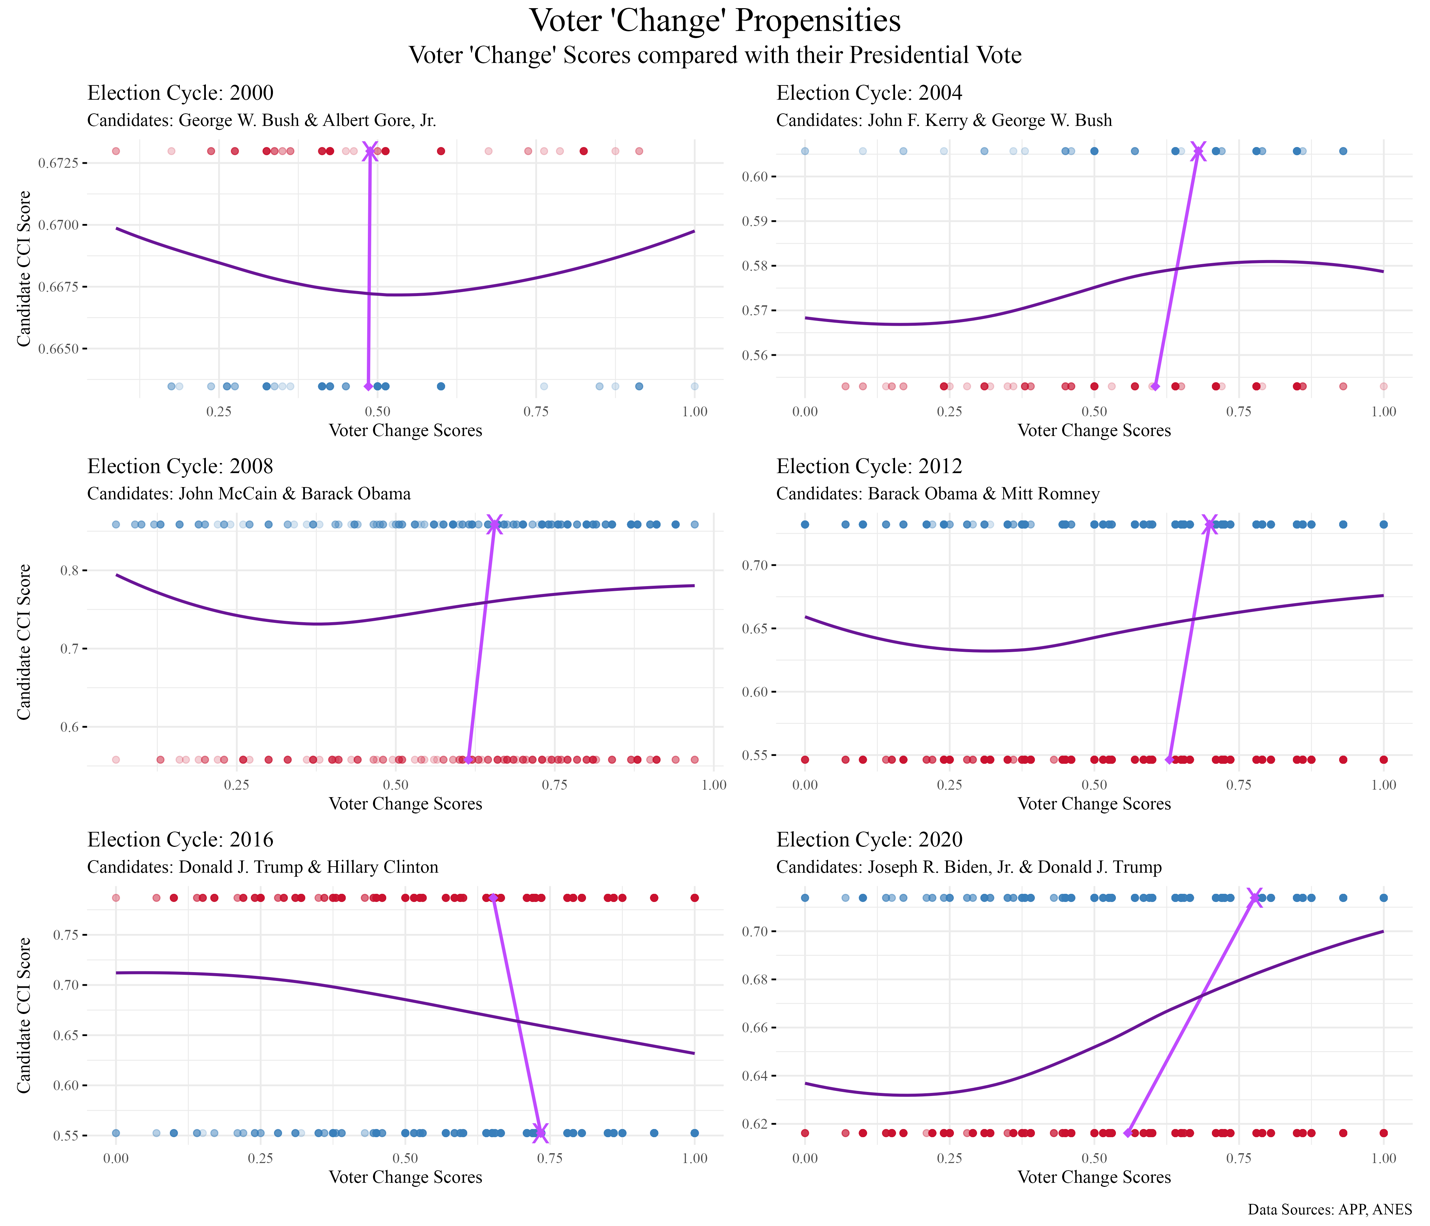 Voter 'Change' Propensities
Voter 'Change' Scores compared with their Presidential Vote
Election Cycle: 2000
Candidates: George W. Bush & Albert Gore, Jr.
Candidate CCI Score
0.6725
0.6700
0.6675
0.6650
0.25 0.50 0.75 1.00
Voter Change Scores
Election Cycle: 2004
Candidates: John F. Kerry & George W. Bush
0.60
0.59
0.58
0.57
0.56
0.00 0.25 0.50 0.75 1.00
Voter Change Scores
Election Cycle: 2008
Candidates: John McCain & Barack Obama
Candidate CCI Score
0.8
0.7
0.6
0.25 0.50 0.75 1.00
Voter Change Scores
Election Cycle: 2012
Candidates: Barack Obama & Mitt Romney
0.70
0.65
0.60
0.55
0.00 0.25 0.50 0.75 1.00
Voter Change Scores
Election Cycle: 2016
Candidates: Donald J. Trump & Hillary Clinton
Candidate CCI Score
0.75
0.70
0.65
0.60
0.55
0.00 0.25 0.50 0.75 1.00
Voter Change Scores
Election Cycle: 2020
Candidates: Joseph R. Biden, Jr. & Donald J. Trump
0.70
0.68
0.66
0.64
0.62
0.00 0.25 0.50 0.75 1.00
Voter Change Scores
Data Sources: APP, ANES